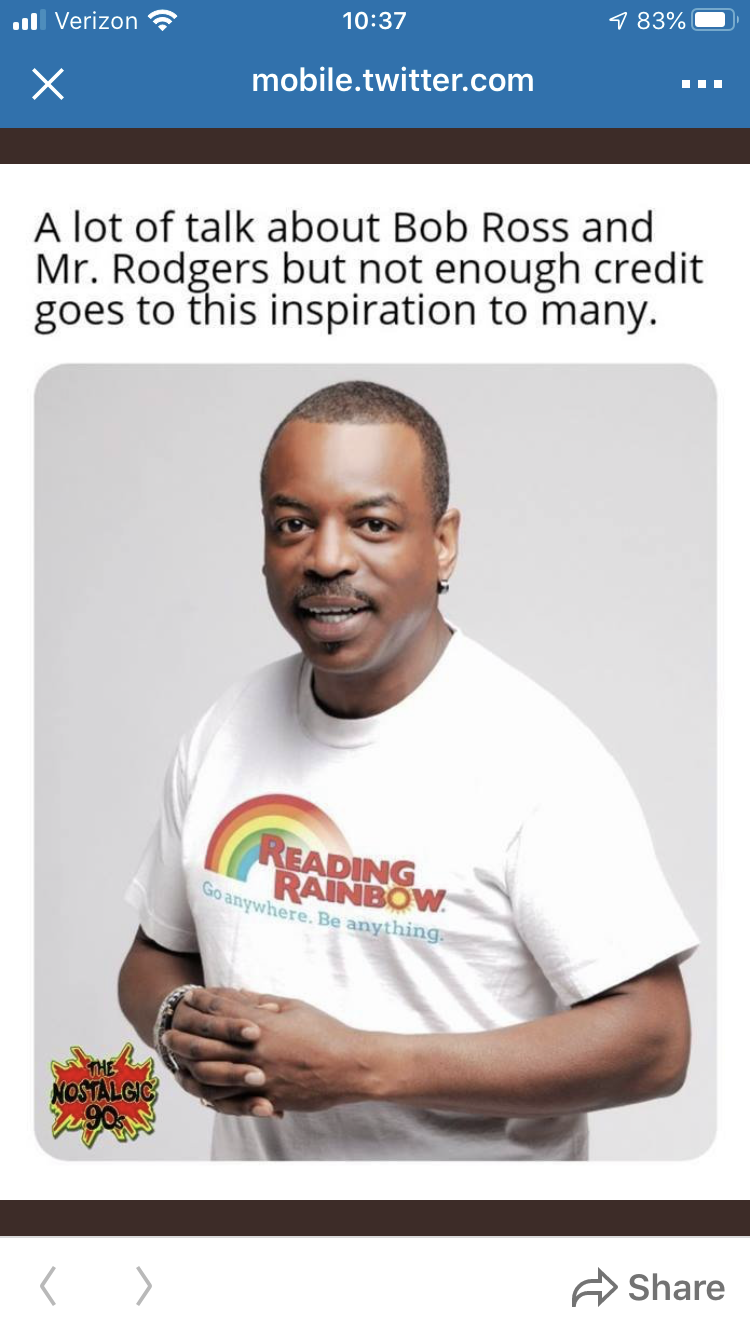 Verizon 10:37 83%
mobile.twitter.com
A lot of talk about Bob Ross and
Mr. Rodgers but not enough credit
goes to this inspiration to many.
READING
RAINBOW.
Go anywhere. Be anything.
THE
NOSTALGIC
90s
Share